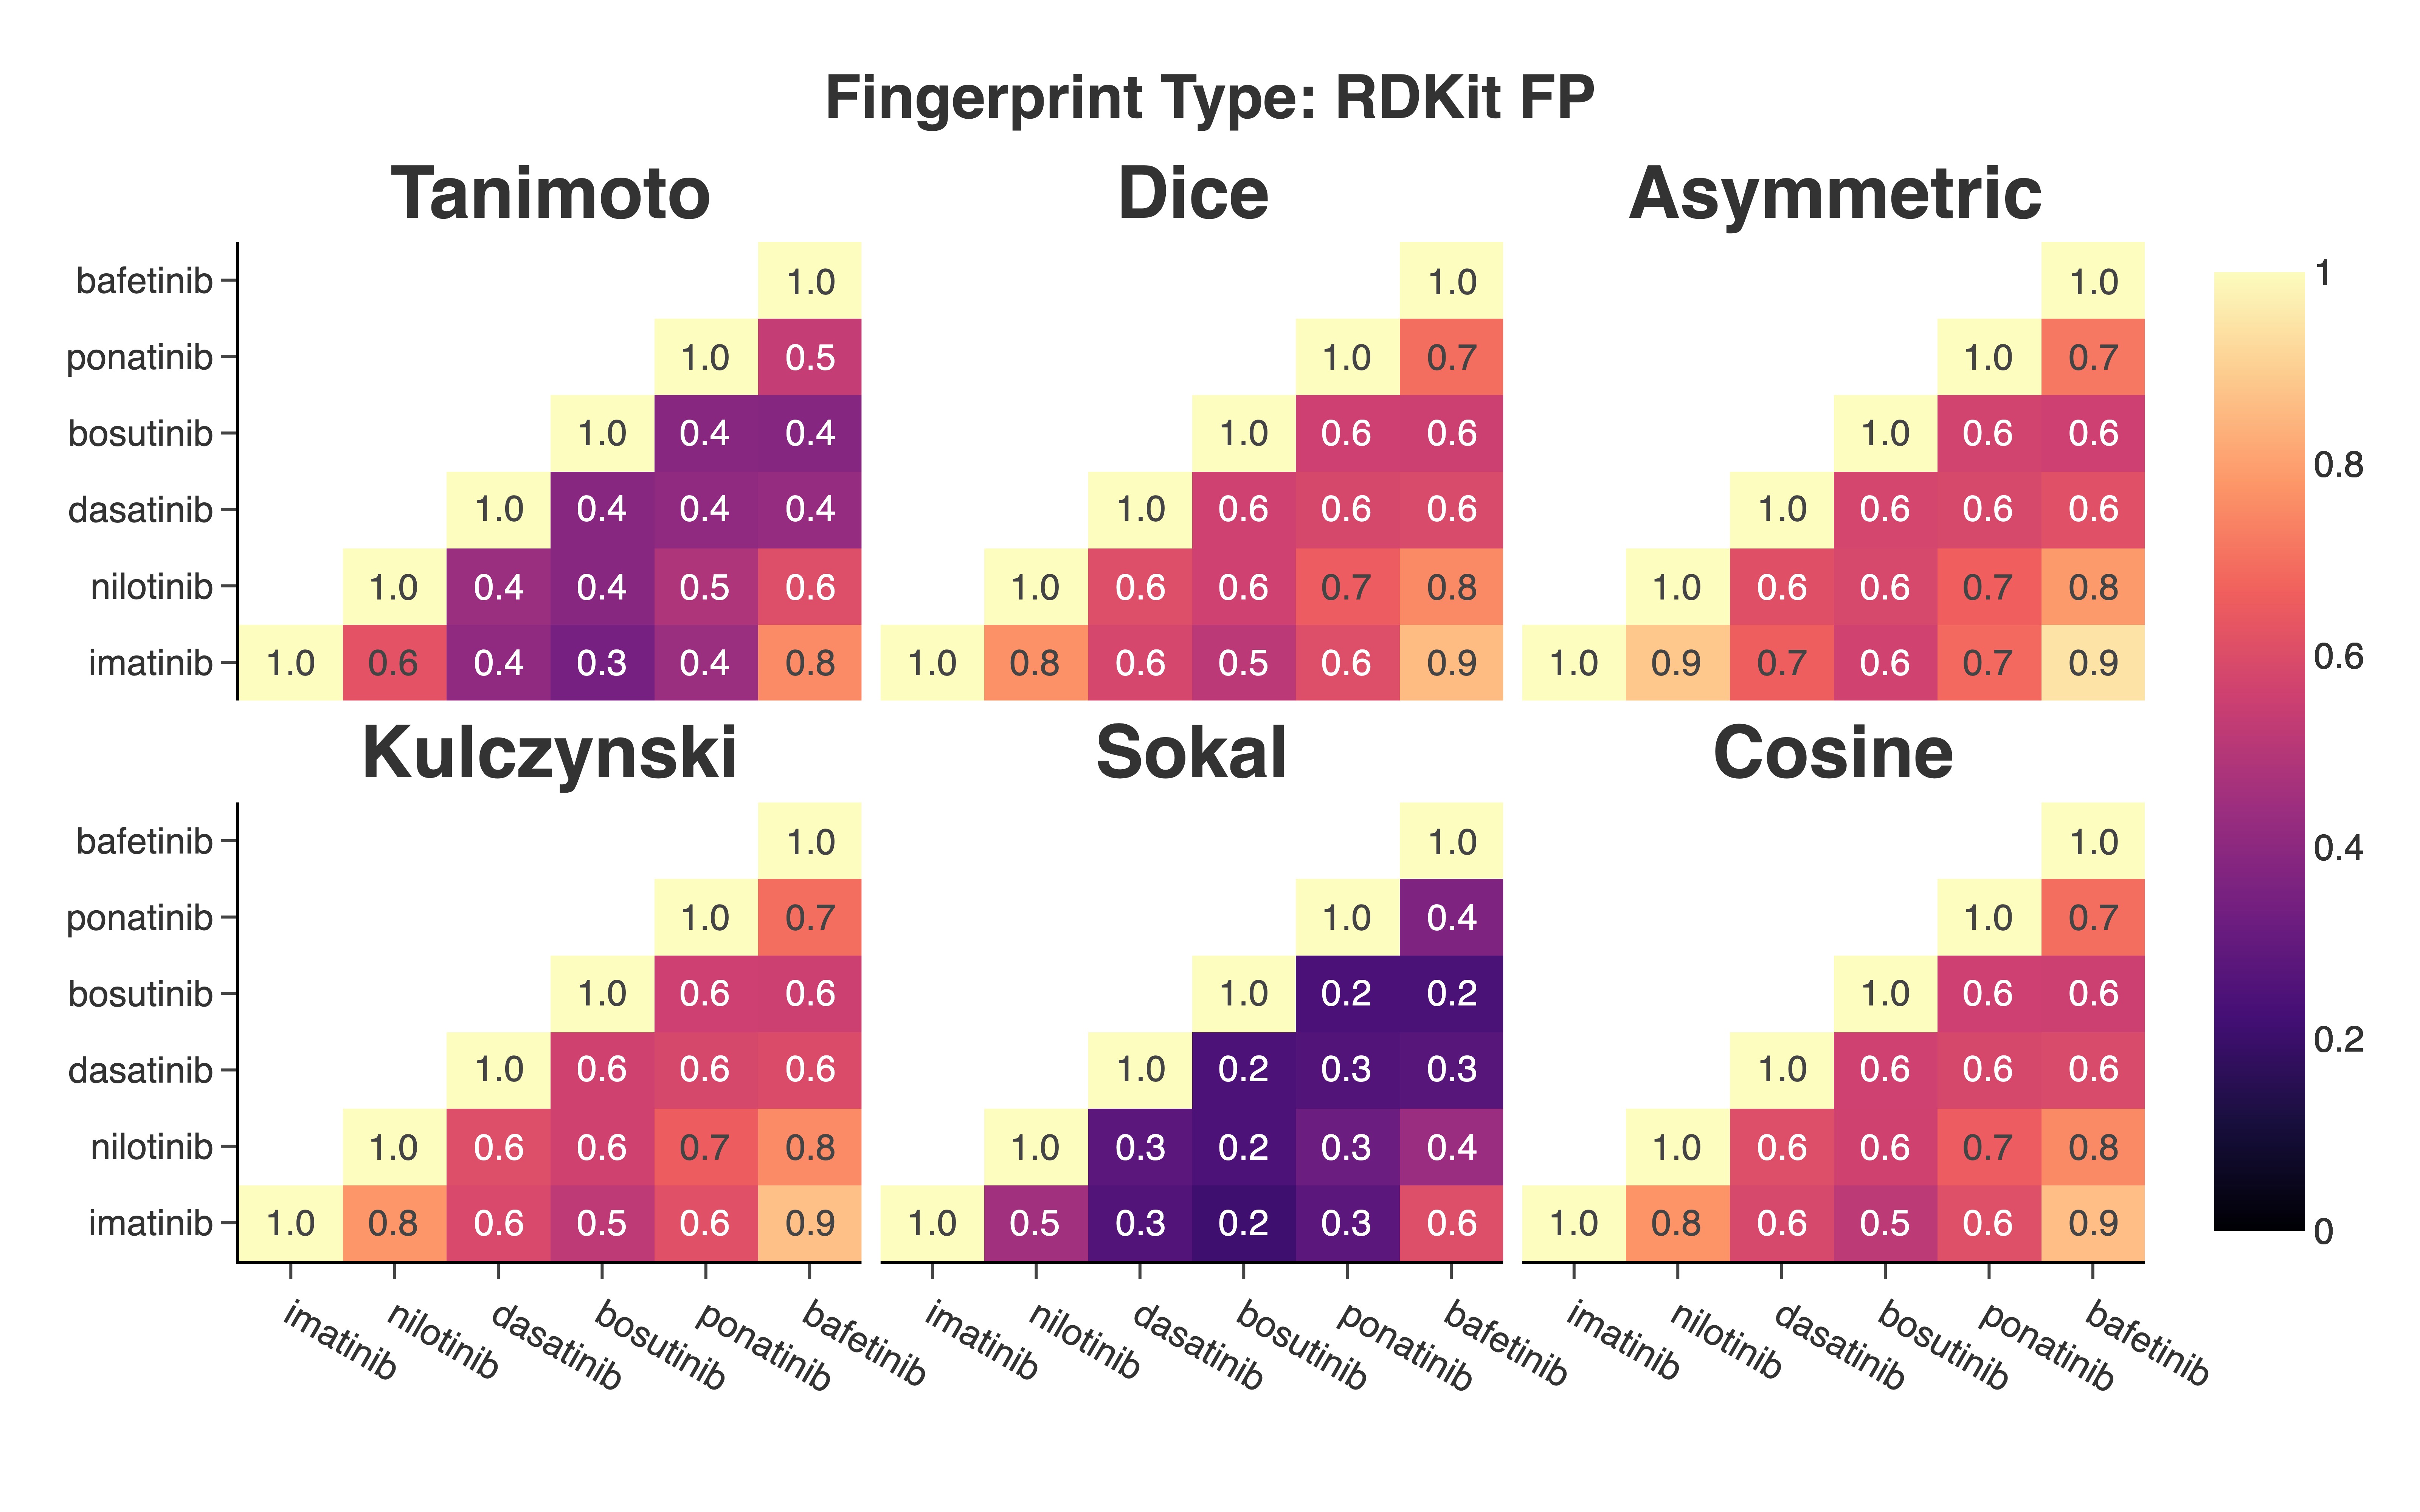 Fingerprint Type: RDKit FP
Tanimoto Dice Asymmetric
1
bafetinib 1.0 1.0 1.0
ponatinib 1.0 0.5 1.0 0.7 1.0 0.7
bosutinib 1.0 0.4 0.4 1.0 0.6 0.6 1.0 0.6 0.6
0.8
dasatinib 1.0 0.4 0.4 0.4 1.0 0.6 0.6 0.6 1.0 0.6 0.6 0.6
nilotinib 1.0 0.4 0.4 0.5 0.6 1.0 0.6 0.6 0.7 0.8 1.0 0.6 0.6 0.7 0.8
imatinib 1.0 0.6 0.4 0.3 0.4 0.8 1.0 0.8 0.6 0.5 0.6 0.9 1.0 0.9 0.7 0.6 0.7 0.9
0.6
Kulczynski Sokal Cosine
bafetinib 1.0 1.0 1.0
0.4
ponatinib 1.0 0.7 1.0 0.4 1.0 0.7
bosutinib 1.0 0.6 0.6 1.0 0.2 0.2 1.0 0.6 0.6
0.2
dasatinib 1.0 0.6 0.6 0.6 1.0 0.2 0.3 0.3 1.0 0.6 0.6 0.6
nilotinib 1.0 0.6 0.6 0.7 0.8 1.0 0.3 0.2 0.3 0.4 1.0 0.6 0.6 0.7 0.8
imatinib 1.0 0.8 0.6 0.5 0.6 0.9 1.0 0.5 0.3 0.2 0.3 0.6 1.0 0.8 0.6 0.5 0.6 0.9
0
imatinib nilotinib dasatinib bosutinib ponatinib bafetinib imatinib nilotinib dasatinib bosutinib ponatinib bafetinib imatinib nilotinib dasatinib bosutinib ponatinib bafetinib